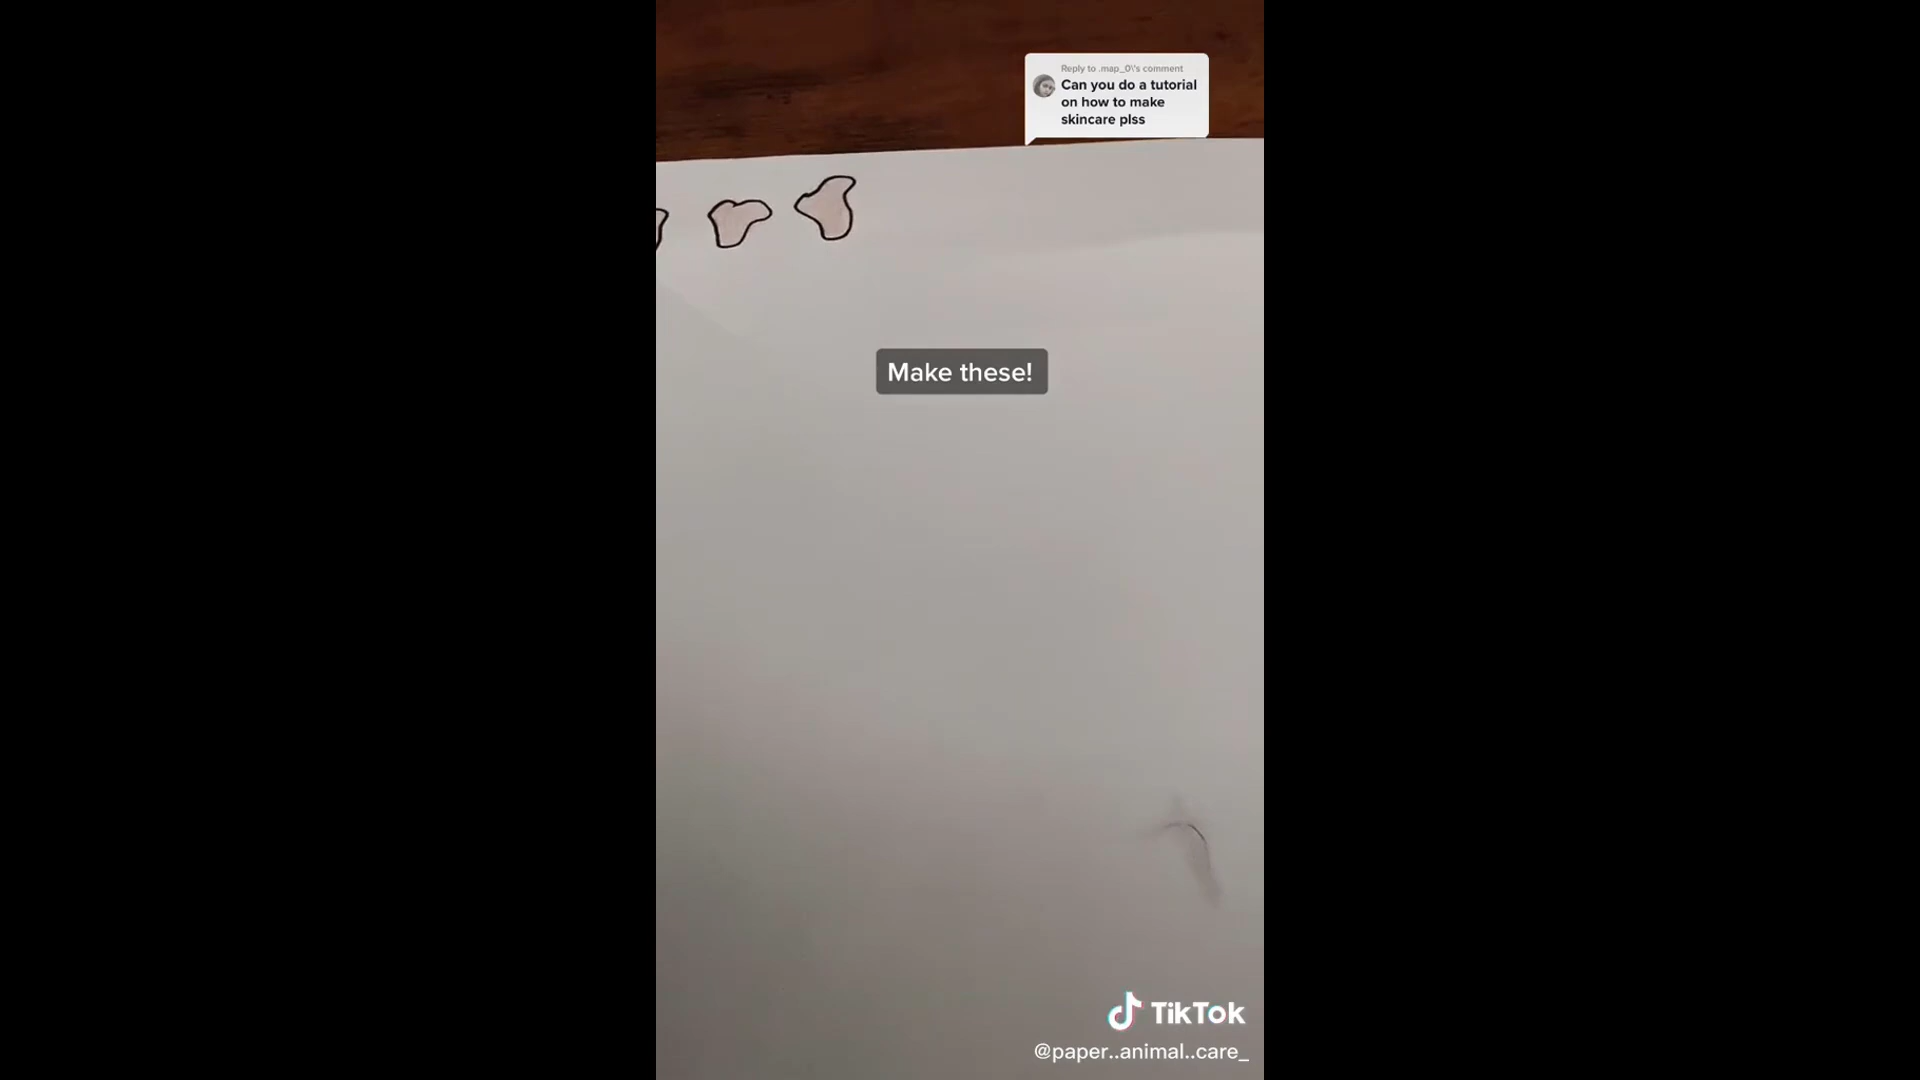 Reply to .map_0\'s comment
Can you do a tutorial
on how to make
skincare plss
Make these!
TikTok
@paper..animal..care_